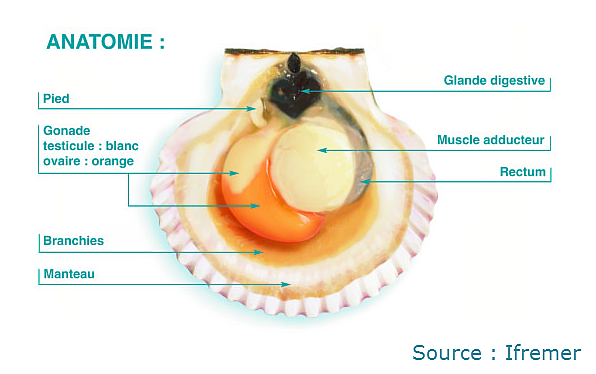 ANATOMIE :
Glande digestive
Pied
Gonade
testicule : blanc
ovaire : orange
Muscle adducteur
Rectum
Branchies
Manteau
Source : Ifremer